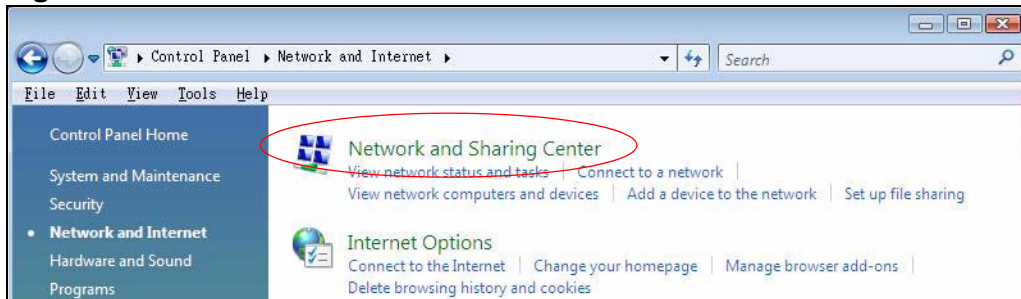 Control Panel ▸ Network and Internet ▸
Search
File Edit View Tools Help
Control Panel Home
System and Maintenance
Security
• Network and Internet
Hardware and Sound
Programs
Network and Sharing Center
View network status and tasks | Connect to a network |
View network computers and devices | Add a device to the network | Set up file sharing
Internet Options
Connect to the Internet | Change your homepage | Manage browser add-ons |
Delete browsing history and cookies